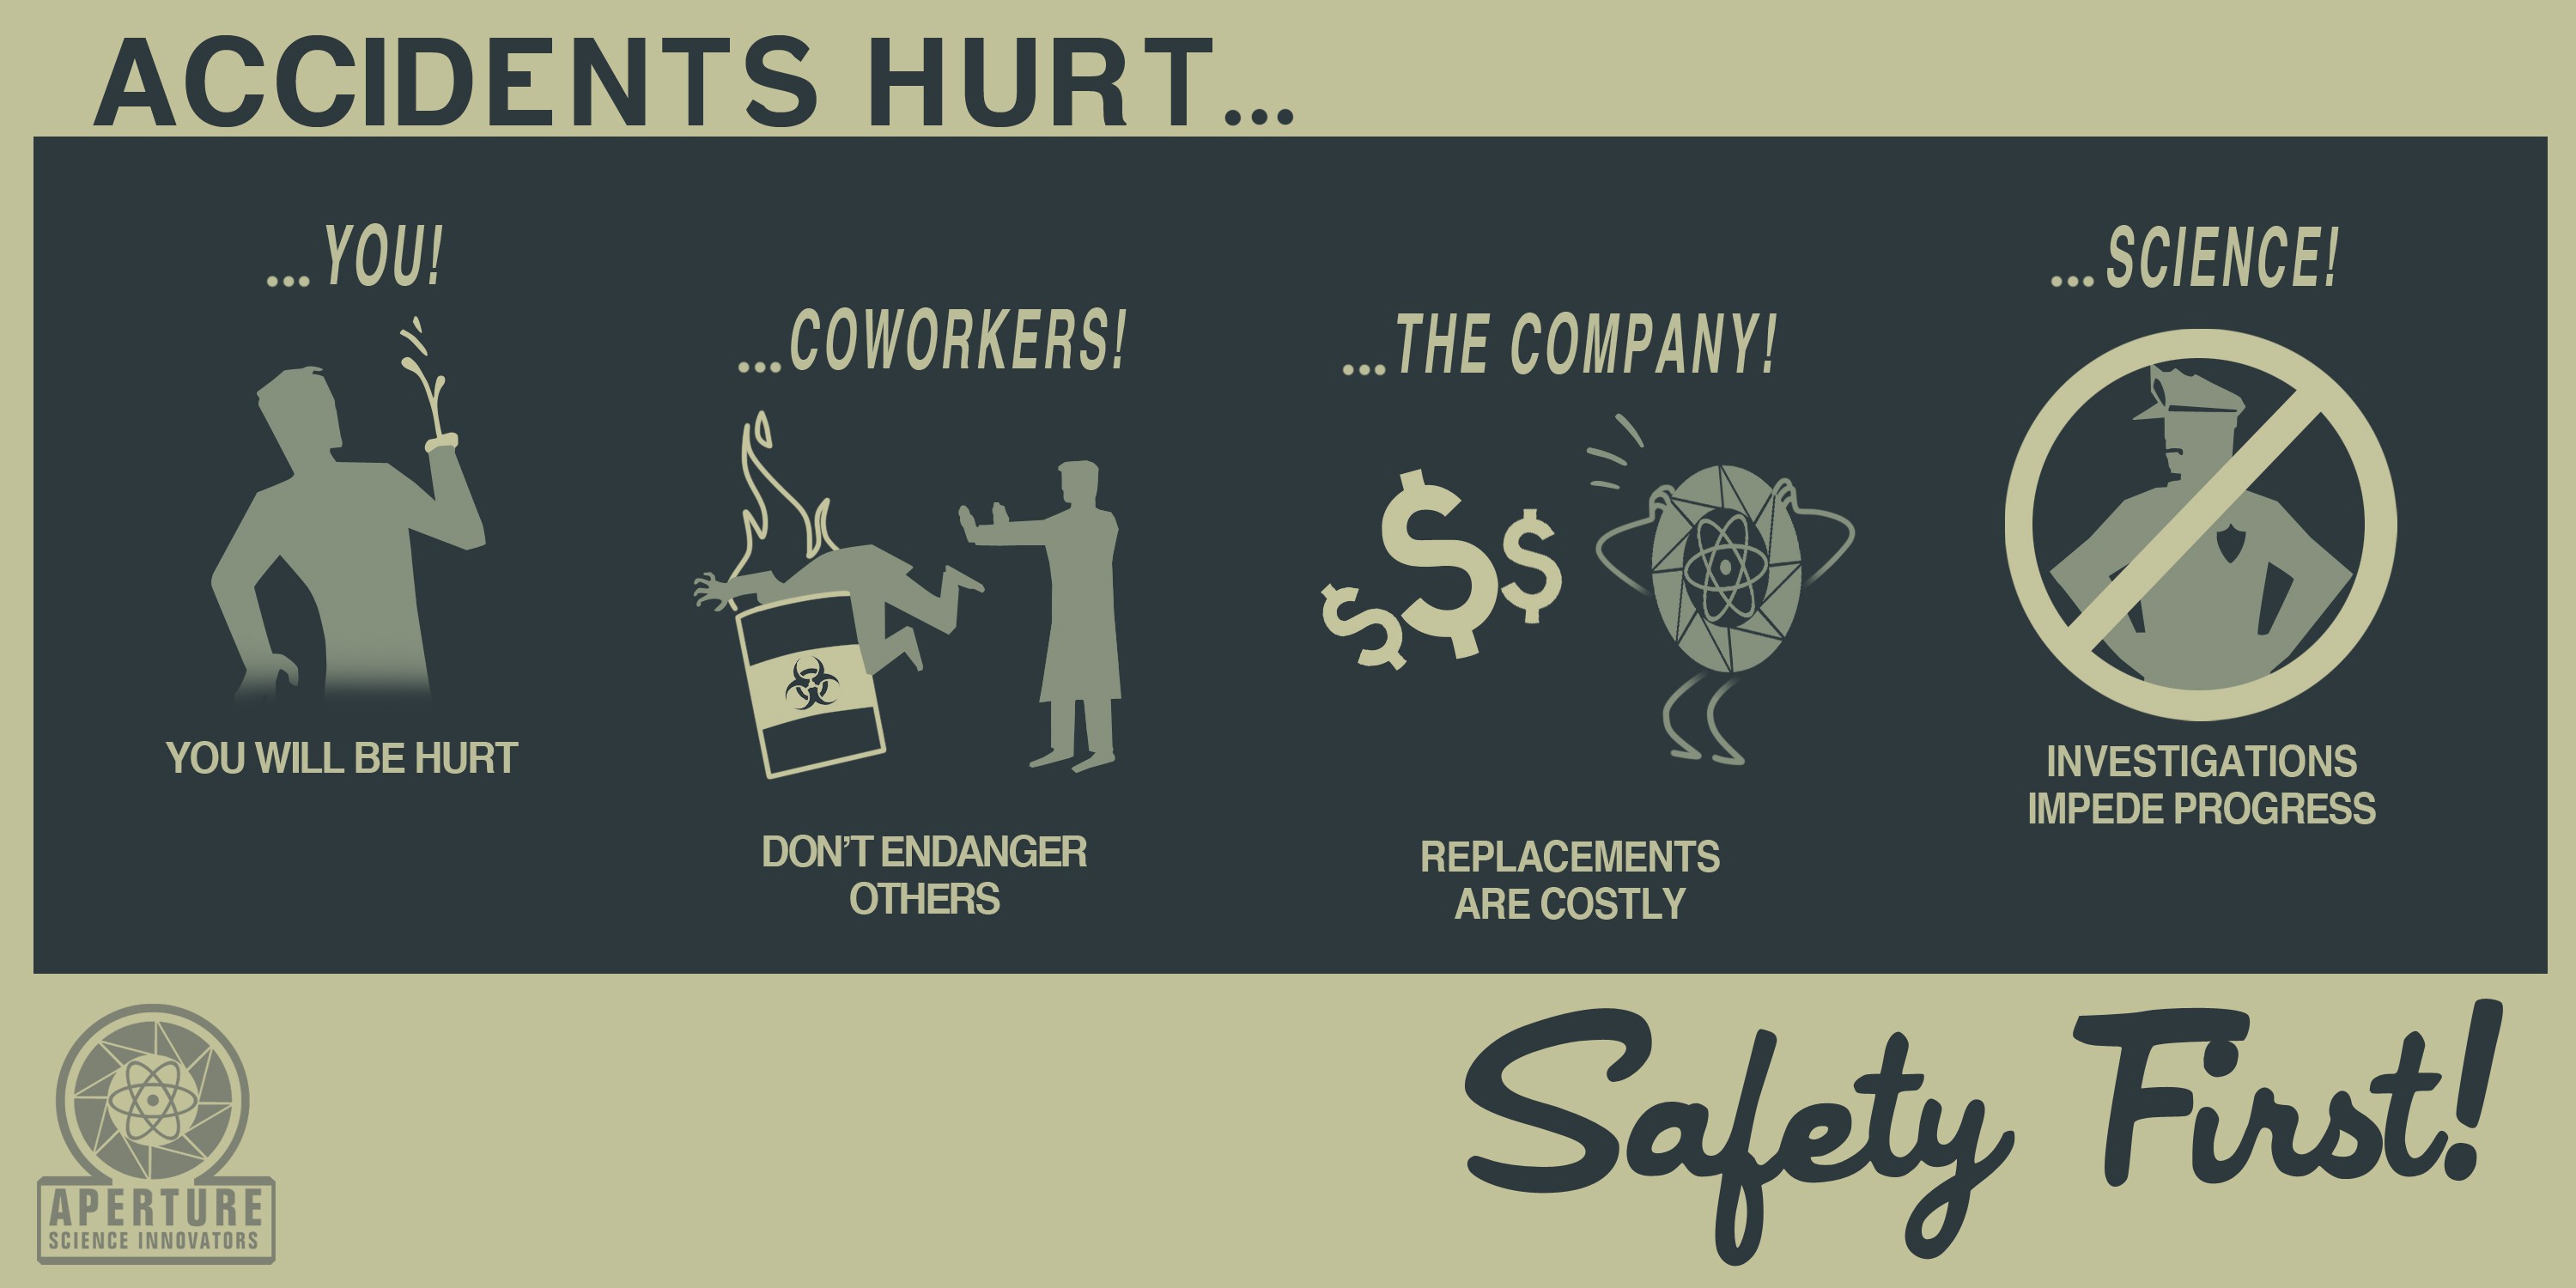 ACCIDENTS HURT...
...YOU!
YOU WILL BE HURT
...COWORKERS!
DON'T ENDANGER
OTHERS
...THE COMPANY!
$ $ $
REPLACEMENTS
ARE COSTLY
...SCIENCE!
INVESTIGATIONS
IMPEDE PROGRESS
APERTURE
SCIENCE INNOVATORS
Safety First!